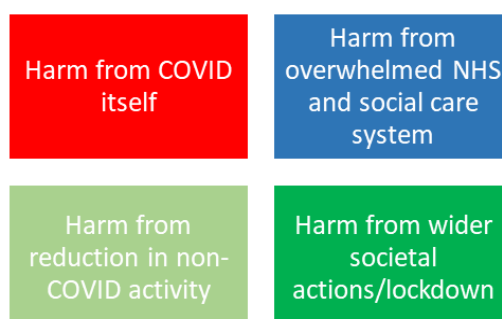 Harm from COVID
itself
Harm from
overwhelmed NHS
and social care
system
Harm from
reduction in non-
COVID activity
Harm from wider
societal
actions/lockdown